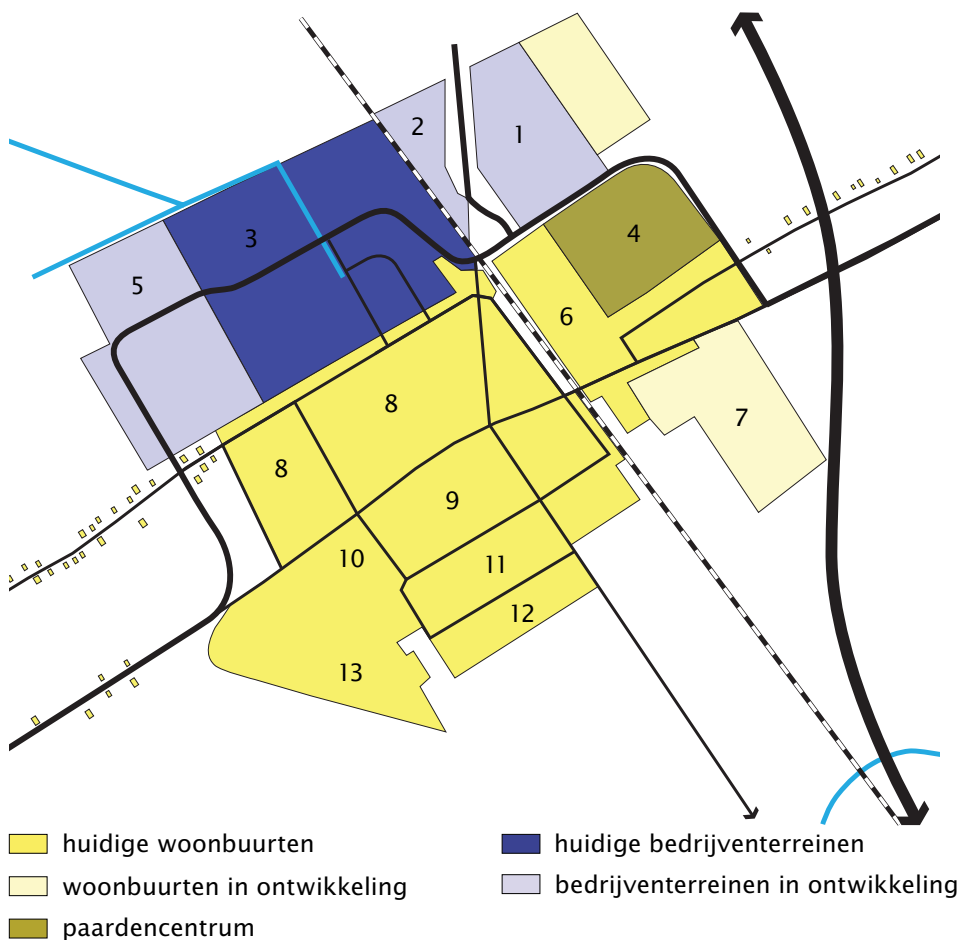 2
1
3
4
5
6
8
7
8
9
10
11
12
13
huidige woonbuurten
woonbuurten in ontwikkeling
paardencentrum
huidige bedrijventerreinen
bedrijventerreinen in ontwikkeling